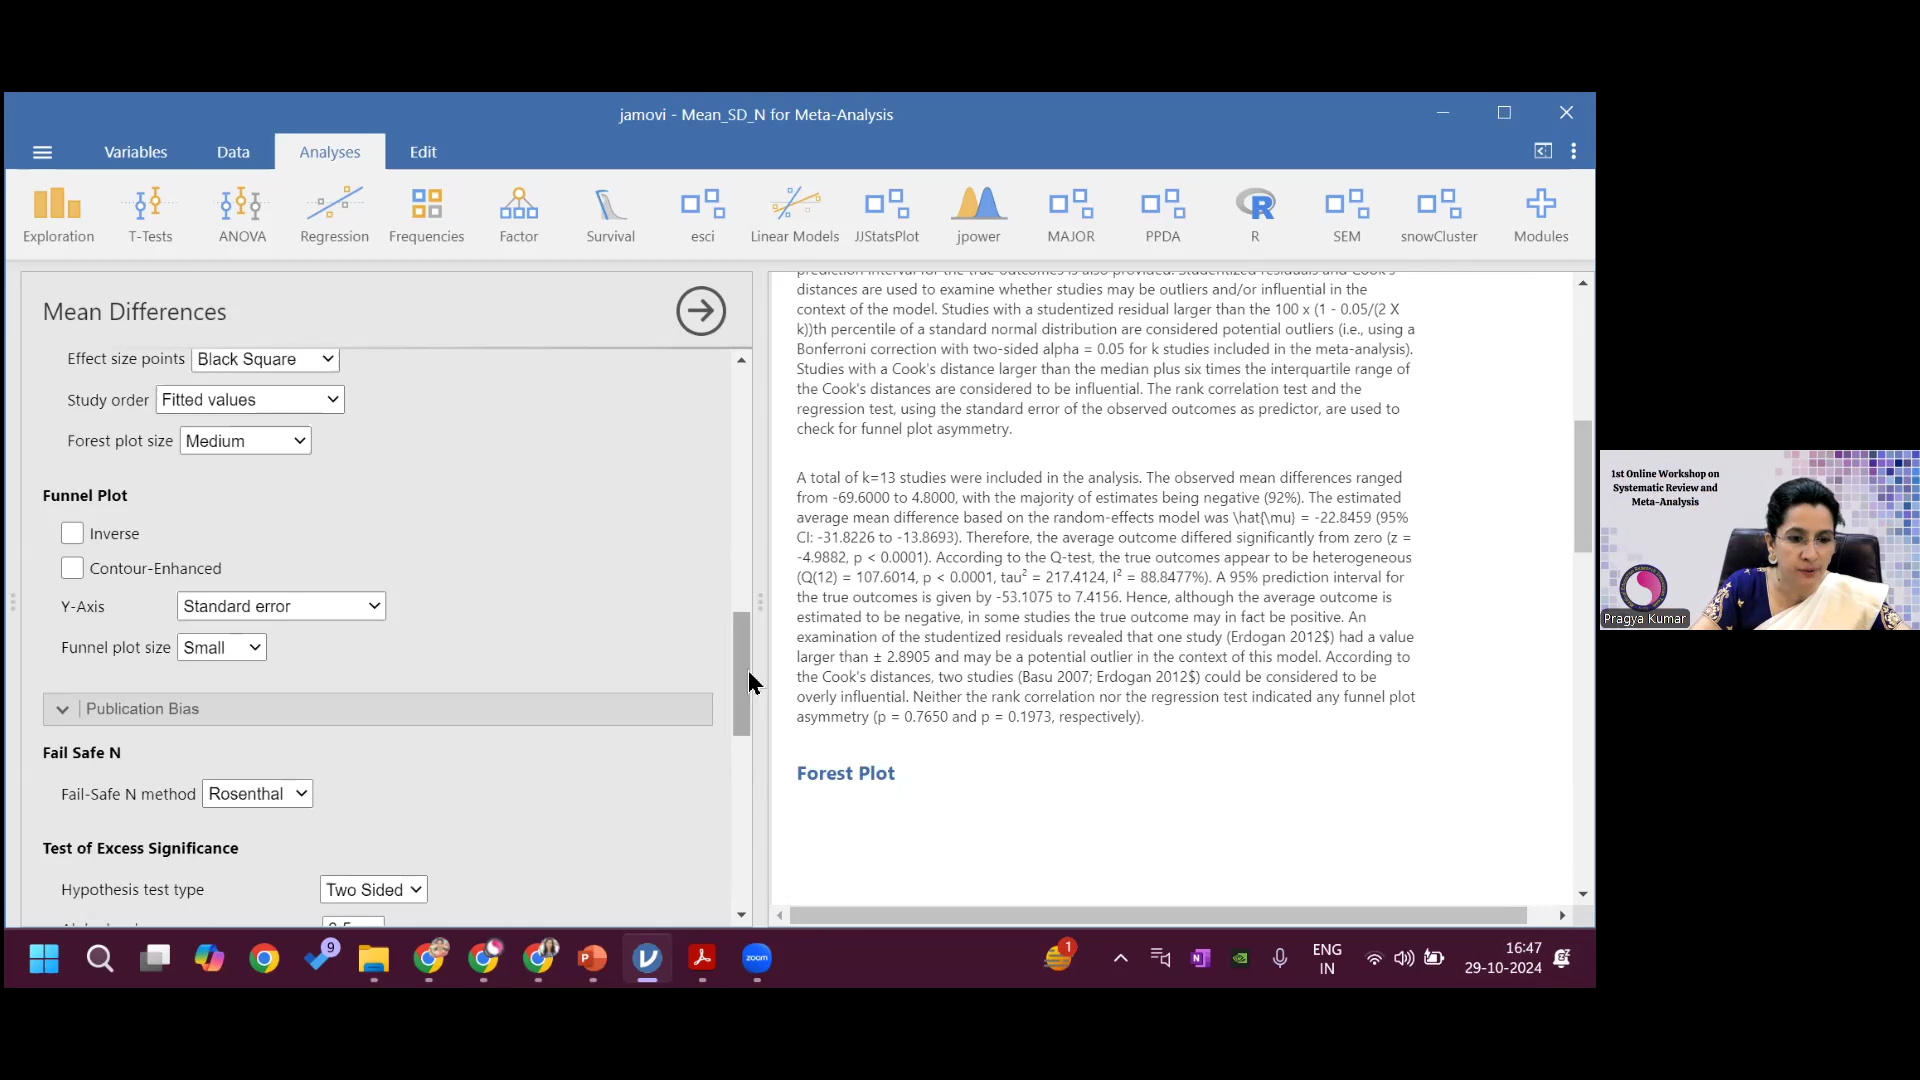 jamovi - Mean_SD_N for Meta-Analysis
Variables
Data
Analyses
Edit
Exploration
T-Tests
ANOVA
Regression
Frequencies
Factor
Survival
esci
Linear Models
JJStatsPlot
jpower
MAJOR
PPDA
R
SEM
snowCluster
Modules
Mean Differences
Effect size points Black Square
Study order Fitted values
Forest plot size Medium
Funnel Plot
Inverse
Contour-Enhanced
Y-Axis Standard error
Funnel plot size Small
Publication Bias
Fail Safe N
Fail-Safe N method Rosenthal
Test of Excess Significance
Hypothesis test type Two Sided
prediction interval for the true outcomes is also provided. Studentized residuals and Cook's
distances are used to examine whether studies may be outliers and/or influential in the
context of the model. Studies with a studentized residual larger than the 100 x (1 - 0.05/(2 X
k))th percentile of a standard normal distribution are considered potential outliers (i.e., using a
Bonferroni correction with two-sided alpha = 0.05 for k studies included in the meta-analysis).
Studies with a Cook's distance larger than the median plus six times the interquartile range of
the Cook's distances are considered to be influential. The rank correlation test and the
regression test, using the standard error of the observed outcomes as predictor, are used to
check for funnel plot asymmetry.
A total of k=13 studies were included in the analysis. The observed mean differences ranged
from -69.6000 to 4.8000, with the majority of estimates being negative (92%). The estimated
average mean difference based on the random-effects model was \hat{\mu} = -22.8459 (95%
CI: -31.8226 to -13.8693). Therefore, the average outcome differed significantly from zero (z =
-4.9882, p < 0.0001). According to the Q-test, the true outcomes appear to be heterogeneous
(Q(12) = 107.6014, p < 0.0001, tau² = 217.4124, I² = 88.8477%). A 95% prediction interval for
the true outcomes is given by -53.1075 to 7.4156. Hence, although the average outcome is
estimated to be negative, in some studies the true outcome may in fact be positive. An
examination of the studentized residuals revealed that one study (Erdogan 2012$) had a value
larger than ± 2.8905 and may be a potential outlier in the context of this model. According to
the Cook's distances, two studies (Basu 2007; Erdogan 2012$) could be considered to be
overly influential. Neither the rank correlation nor the regression test indicated any funnel plot
asymmetry (p = 0.7650 and p = 0.1973, respectively).
Forest Plot
1st Online Workshop on
Systematic Review and
Meta-Analysis
Pragya Kumar
9
zoom
1
ENG
IN
16:47
29-10-2024